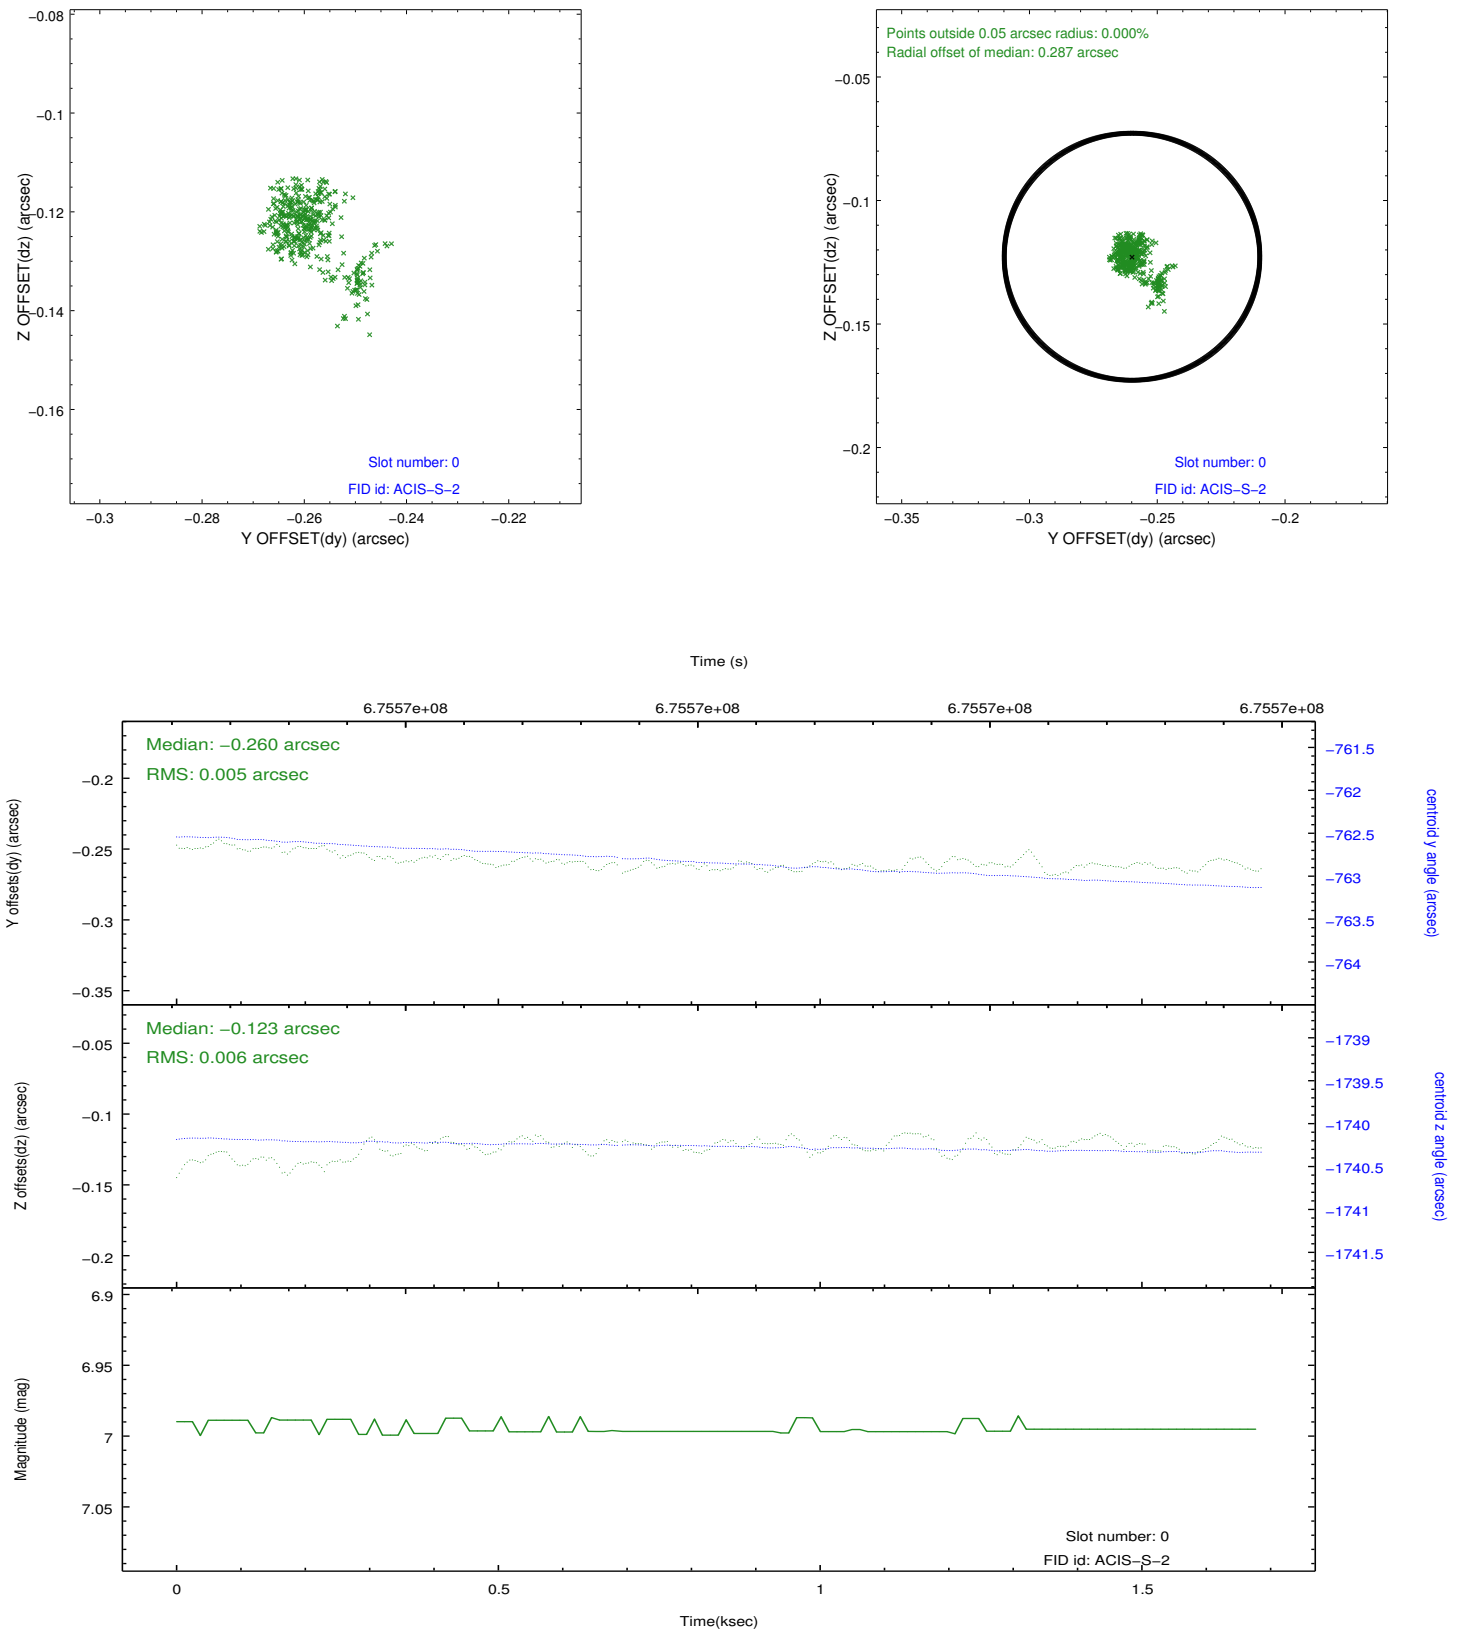 −0.08
−0.1
−0.12
−0.14
−0.16
Z OFFSET(dz) (arcsec)
Slot number: 0
FID id: ACIS−S−2
−0.3
−0.28
−0.26
−0.24
−0.22
Y OFFSET(dy) (arcsec)
Points outside 0.05 arcsec radius: 0.000%
Radial offset of median: 0.287 arcsec
−0.05
−0.1
−0.15
−0.2
Z OFFSET(dz) (arcsec)
Slot number: 0
FID id: ACIS−S−2
−0.35
−0.3
−0.25
−0.2
Y OFFSET(dy) (arcsec)
Time (s)
6.7557e+08
6.7557e+08
6.7557e+08
6.7557e+08
Median: −0.260 arcsec
RMS: 0.005 arcsec
−0.2
−0.25
−0.3
−0.35
Y offsets(dy) (arcsec)
−761.5
−762
−762.5
−763
−763.5
−764
centroid y angle (arcsec)
Median: −0.123 arcsec
RMS: 0.006 arcsec
−0.05
−0.1
−0.15
−0.2
Z offsets(dz) (arcsec)
−1739
−1739.5
−1740
−1740.5
−1741
−1741.5
centroid z angle (arcsec)
6.9
6.95
7
7.05
Magnitude (mag)
Slot number: 0
FID id: ACIS−S−2
0
0.5
1
1.5
Time(ksec)